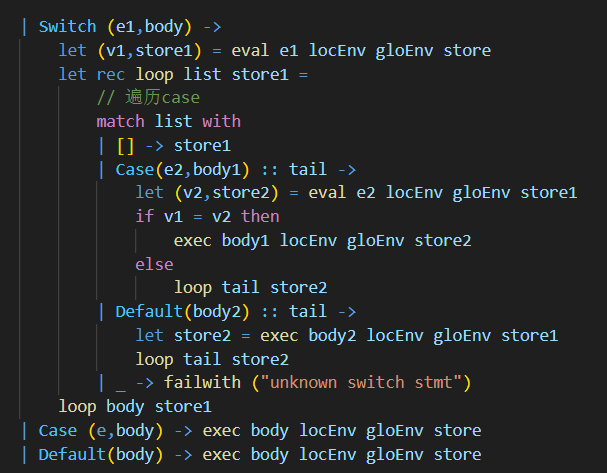 | Switch (e1,body) ->
    let (v1,store1) = eval e1 locEnv gloEnv store
    let rec loop list store1 =
        // 遍历case
        match list with
        | [] -> store1
        | Case(e2,body1) :: tail ->
            let (v2,store2) = eval e2 locEnv gloEnv store1
            if v1 = v2 then
                exec body1 locEnv gloEnv store2
            else
                loop tail store2
        | Default(body2) :: tail ->
            let store2 = exec body2 locEnv gloEnv store1
            loop tail store2
        | _ -> failwith ("unknown switch stmt")
    loop body store1
| Case (e,body) -> exec body locEnv gloEnv store
| Default(body) -> exec body locEnv gloEnv store